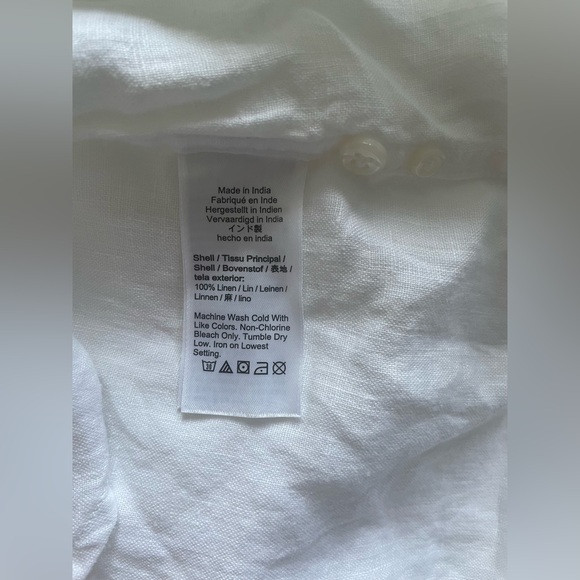 Made in India
Fabriqué en Inde
Hergestellt in Indien
Vervaardigd in India
インド製
hecho en india
Shell / Tissu Principal /
Shell / Bovenstof / 表地 /
tela exterior:
100% Linen / Lin / Leinen /
Linnen / 麻 / lino
Machine Wash Cold With
Like Colors. Non-Chlorine
Bleach Only. Tumble Dry
Low. Iron on Lowest
Setting.
30